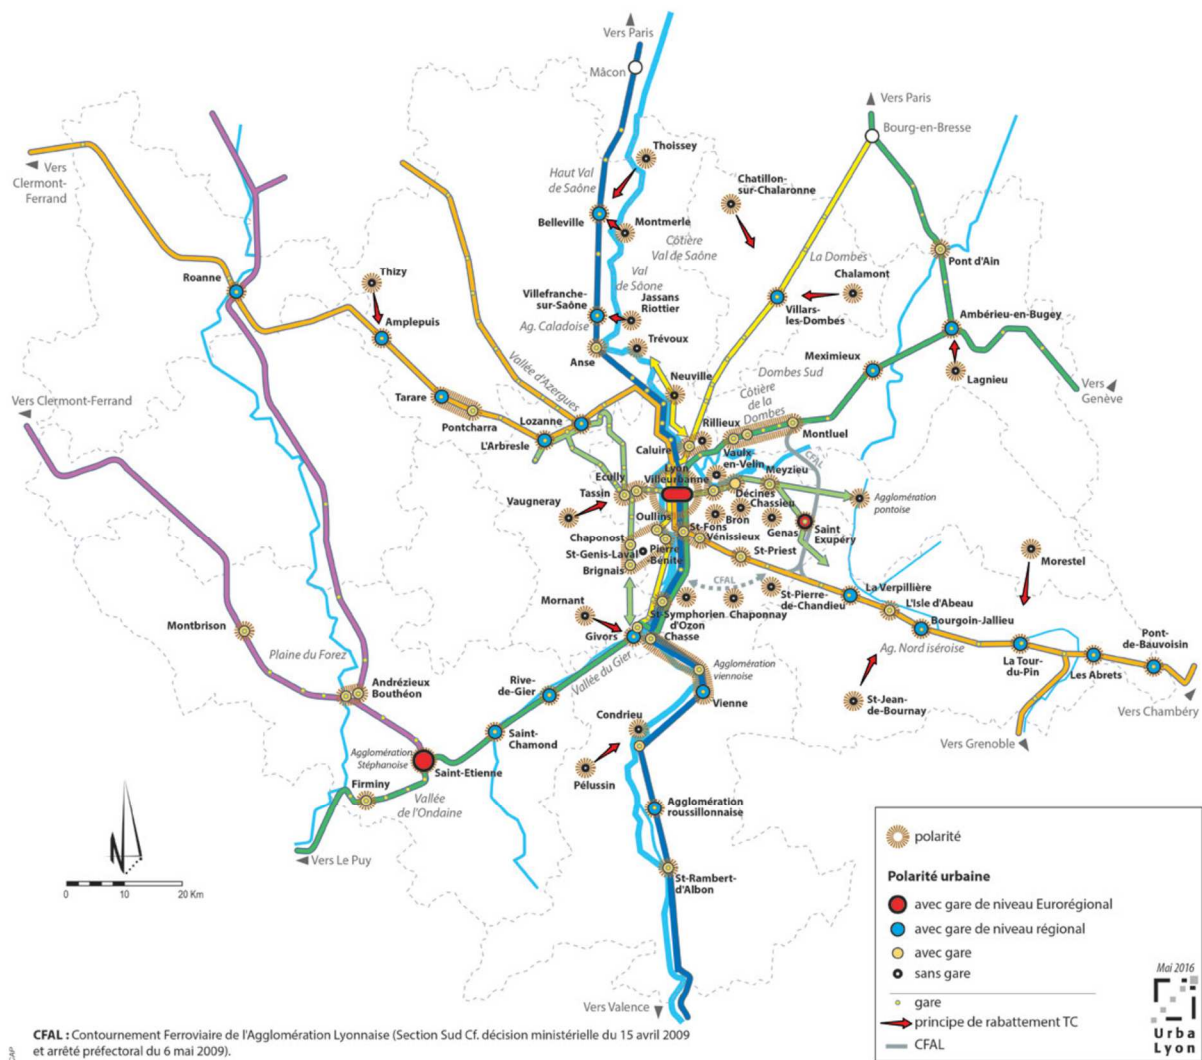 Vers Paris
Mâcon
Vers Paris
Bourg-en-Bresse
Vers
Clermont-
Ferrand
Thoissey
Haut Val
de Saône
Chatillon-
sur-Chalaronne
Belleville
Montmerle
Côtière
Val de Saône
La Dombes
Pont d'Ain
Roanne
Thizy
Val
de Sâone
Chalamont
Villefranche-
sur-Saône
Jassans
Riottier
Villars-
les-Dombes
Ambérieu-en-Bugey
Amplepuis
Ag. Caladoise
Anse
Trévoux
Meximieux
Dombes Sud
Lagnieu
Vallée d'Azergues
Neuville
Vers
Genève
Vers Clermont-Ferrand
Tarare
Pontcharra
Lozanne
Côtière
de la
Dombes
L'Arbresle
Rillieux
Montluel
Caluire
CFAL
Vaulx-
en-Velin
Meyzieu
Lyon
Villeurbanne
Ecully
Tassin
Vaugneray
Décines
Chassieu
Agglomération
pontoise
Oullins
Bron
Genas
Saint
Exupéry
Chaponost
St-Fons
Vénissieux
St-Genis-Laval
Pierre
Bénite
St-Priest
Brignais
Morestel
CFAL
St-Pierre-
de-Chandieu
La Verpillière
L'Isle d'Abeau
Mornant
St-Symphorien
d'Ozon
Chaponnay
Bourgoin-Jallieu
Montbrison
Givors
Chasse
Ag. Nord iséroise
Pont-
de-Bauvoisin
Plaine du Forez
Vallée du Gier
Agglomération
viennoise
La Tour-
du-Pin
Les Abrets
Andrézieux
Bouthéon
Rive-
de-Gier
Vienne
St-Jean-
de-Bournay
Vers Chambéry
Condrieu
Saint-
Chamond
Vers Grenoble
Agglomération
Stéphanoise
Saint-Etienne
Pélussin
Firminy
Vallée
de l'Ondaine
Agglomération
roussillonnaise
Vers Le Puy
N
0 10 20 Km
St-Rambert-
d'Albon
Vers Valence
polarité
Polarité urbaine
avec gare de niveau Eurorégional
avec gare de niveau régional
avec gare
sans gare
gare
principe de rabattement TC
CFAL
Mai 2016
Urba
Lyon
CFAL : Contournement Ferroviaire de l'Agglomération Lyonnaise (Section Sud Cf. décision ministérielle du 15 avril 2009
et arrêté préfectoral du 6 mai 2009).